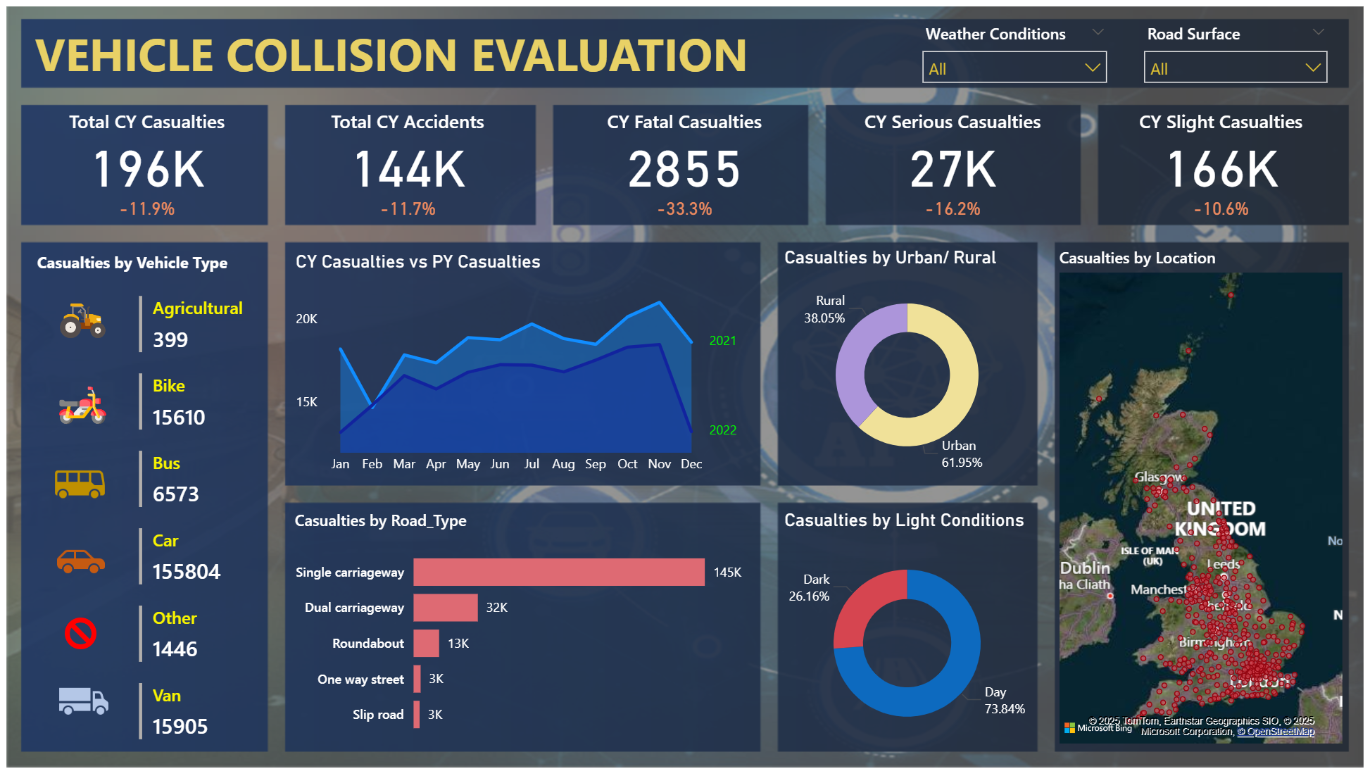 VEHICLE COLLISION EVALUATION
Weather Conditions
All
Road Surface
All
Total CY Casualties
196K
-11.9%
Total CY Accidents
144K
-11.7%
CY Fatal Casualties
2855
-33.3%
CY Serious Casualties
27K
-16.2%
CY Slight Casualties
166K
-10.6%
Casualties by Vehicle Type
Agricultural
399
Bike
15610
Bus
6573
Car
155804
Other
1446
Van
15905
CY Casualties vs PY Casualties
20K
15K
2021
2022
Jan Feb Mar Apr May Jun Jul Aug Sep Oct Nov Dec
Casualties by Road_Type
Single carriageway 145K
Dual carriageway 32K
Roundabout 13K
One way street 3K
Slip road 3K
Casualties by Urban/ Rural
Rural
38.05%
Urban
61.95%
Casualties by Light Conditions
Dark
26.16%
Day
73.84%
Casualties by Location
Glasgow
UNITED
KINGDOM
No
ISLE OF MAN
(UK)
Dublin
ha Cliath
Leeds
Manchest
N
Birmingham
London
© 2025 TomTom, Earthstar Geographics SIO, © 2025
Microsoft Bing
Microsoft Corporation, © OpenStreetMap